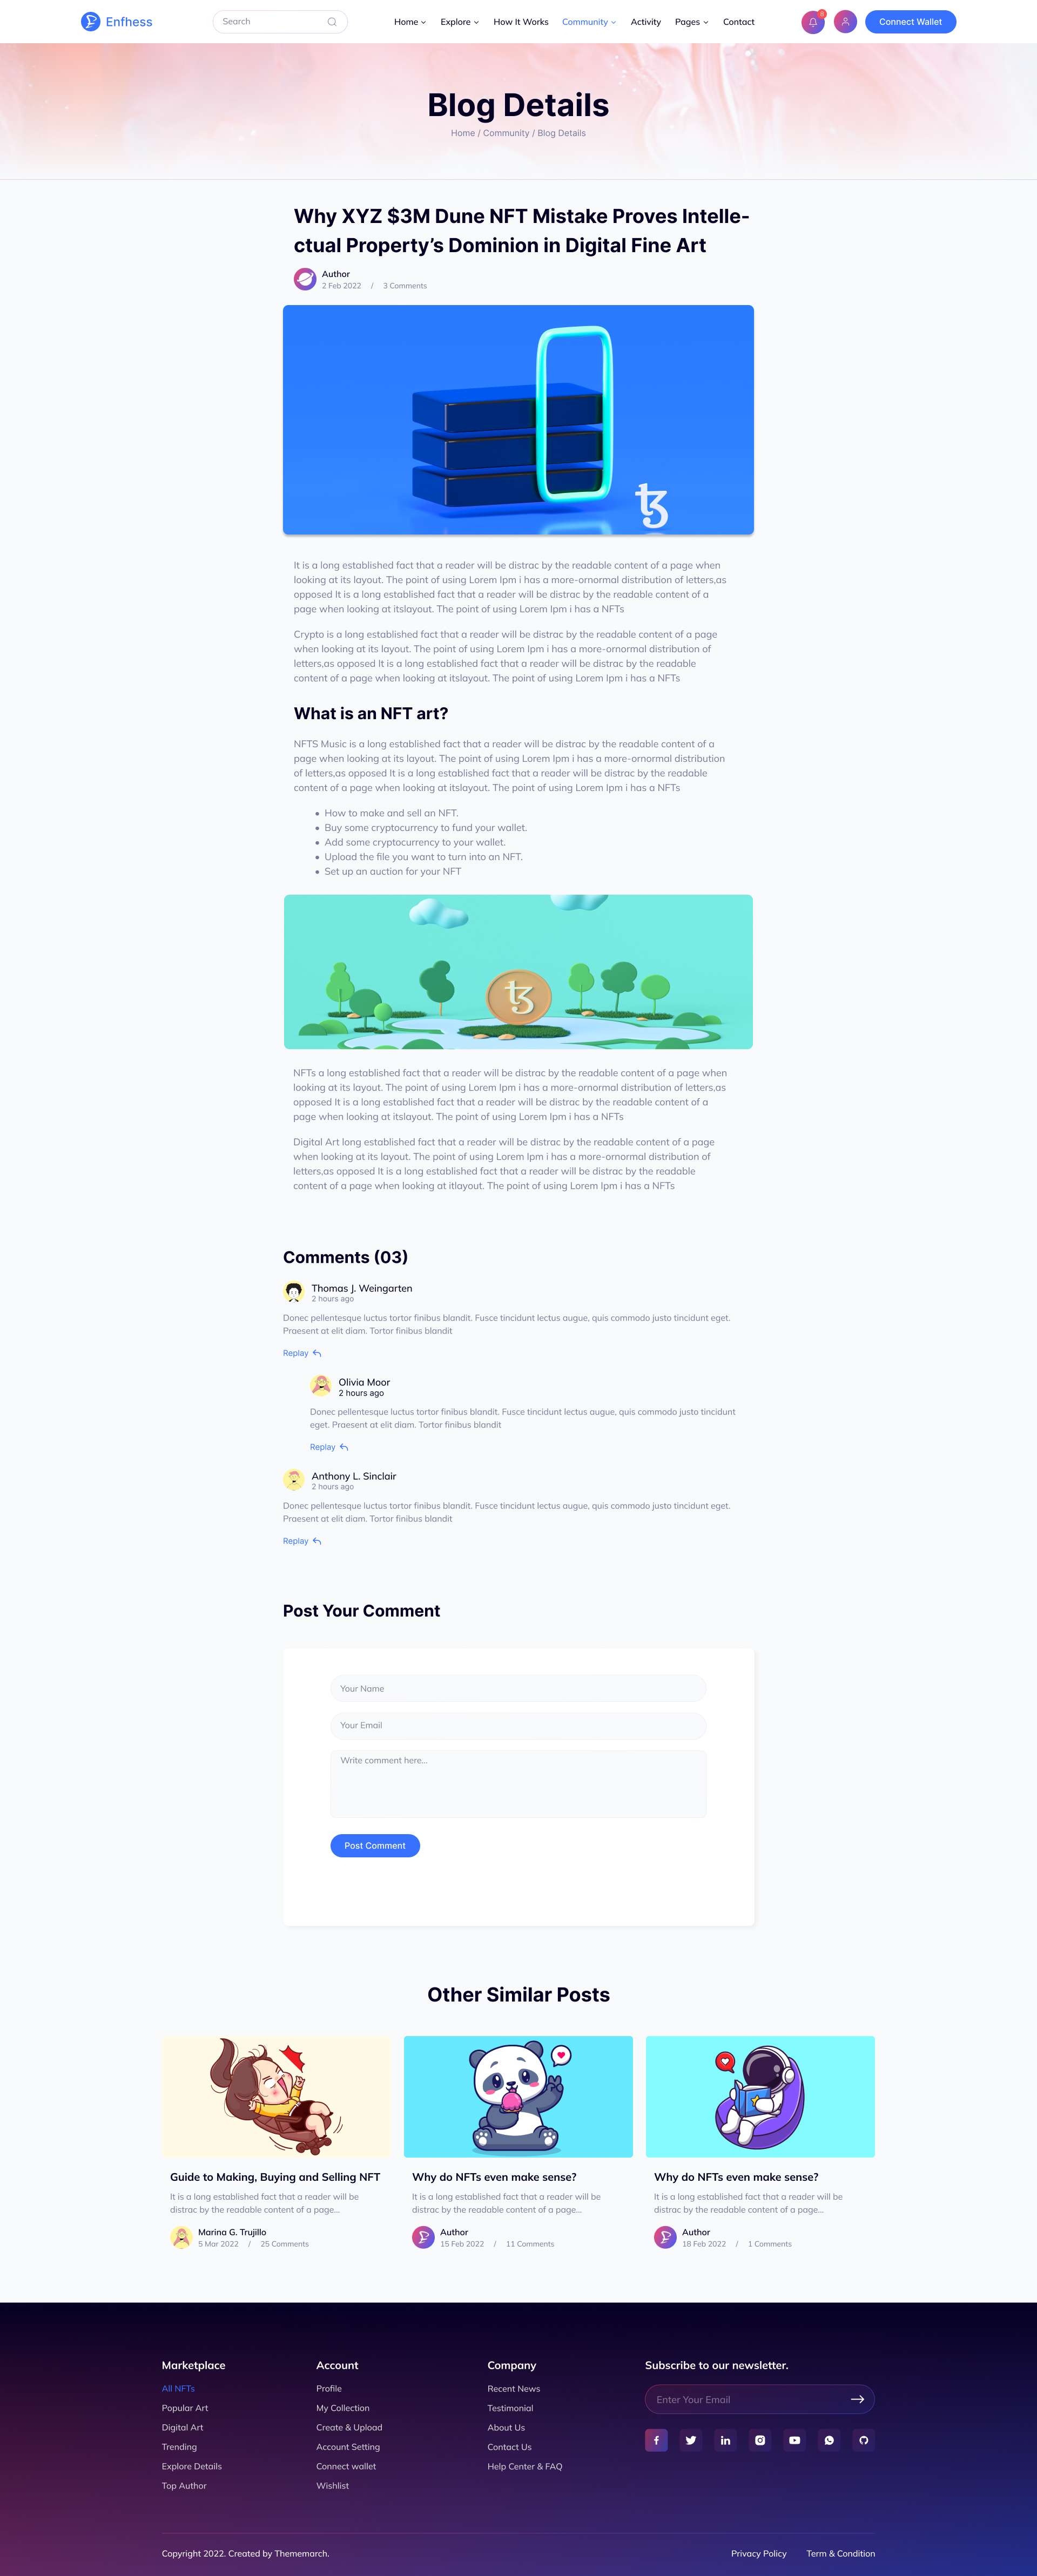 Enfhess
Search
Home
Explore
How It Works
Community
Activity
Pages
Contact
Connect Wallet
Blog Details
Home / Community / Blog Details
Why XYZ $3M Dune NFT Mistake Proves Intelle-
ctual Property’s Dominion in Digital Fine Art
Author
2 Feb 2022 / 3 Comments
It is a long established fact that a reader will be distrac by the readable content of a page when
looking at its layout. The point of using Lorem Ipm i has a more-ornormal distribution of letters,as
opposed It is a long established fact that a reader will be distrac by the readable content of a
page when looking at itslayout. The point of using Lorem Ipm i has a NFTs
Crypto is a long established fact that a reader will be distrac by the readable content of a page
when looking at its layout. The point of using Lorem Ipm i has a more-ornormal distribution of
letters,as opposed It is a long established fact that a reader will be distrac by the readable
content of a page when looking at itslayout. The point of using Lorem Ipm i has a NFTs
What is an NFT art?
NFTS Music is a long established fact that a reader will be distrac by the readable content of a
page when looking at its layout. The point of using Lorem Ipm i has a more-ornormal distribution
of letters,as opposed It is a long established fact that a reader will be distrac by the readable
content of a page when looking at itslayout. The point of using Lorem Ipm i has a NFTs
• How to make and sell an NFT.
• Buy some cryptocurrency to fund your wallet.
• Add some cryptocurrency to your wallet.
• Upload the file you want to turn into an NFT.
• Set up an auction for your NFT
NFTs a long established fact that a reader will be distrac by the readable content of a page when
looking at its layout. The point of using Lorem Ipm i has a more-ornormal distribution of letters,as
opposed It is a long established fact that a reader will be distrac by the readable content of a
page when looking at itslayout. The point of using Lorem Ipm i has a NFTs
Digital Art long established fact that a reader will be distrac by the readable content of a page
when looking at its layout. The point of using Lorem Ipm i has a more-ornormal distribution of
letters,as opposed It is a long established fact that a reader will be distrac by the readable
content of a page when looking at itlayout. The point of using Lorem Ipm i has a NFTs
Comments (03)
Thomas J. Weingarten
2 hours ago
Donec pellentesque luctus tortor finibus blandit. Fusce tincidunt lectus augue, quis commodo justo tincidunt eget.
Praesent at elit diam. Tortor finibus blandit
Replay
Olivia Moor
2 hours ago
Donec pellentesque luctus tortor finibus blandit. Fusce tincidunt lectus augue, quis commodo justo tincidunt
eget. Praesent at elit diam. Tortor finibus blandit
Replay
Anthony L. Sinclair
2 hours ago
Donec pellentesque luctus tortor finibus blandit. Fusce tincidunt lectus augue, quis commodo justo tincidunt eget.
Praesent at elit diam. Tortor finibus blandit
Replay
Post Your Comment
Your Name
Your Email
Write comment here...
Post Comment
Other Similar Posts
Guide to Making, Buying and Selling NFT
It is a long established fact that a reader will be
distrac by the readable content of a page...
Marina G. Trujillo
5 Mar 2022 / 25 Comments
Why do NFTs even make sense?
It is a long established fact that a reader will be
distrac by the readable content of a page...
Author
15 Feb 2022 / 11 Comments
Why do NFTs even make sense?
It is a long established fact that a reader will be
distrac by the readable content of a page...
Author
18 Feb 2022 / 1 Comments
Marketplace
All NFTs
Popular Art
Digital Art
Trending
Explore Details
Top Author
Account
Profile
My Collection
Create & Upload
Account Setting
Connect wallet
Wishlist
Company
Recent News
Testimonial
About Us
Contact Us
Help Center & FAQ
Subscribe to our newsletter.
Enter Your Email
Copyright 2022. Created by Thememarch.
Privacy Policy
Term & Condition